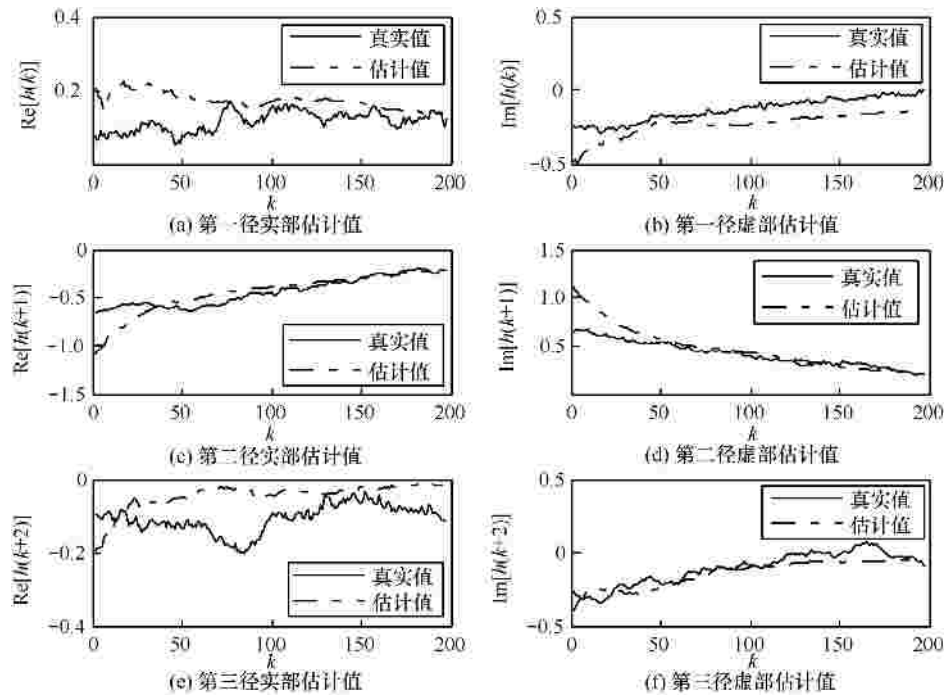 0.4
Re[h(k)]
0.2
真实值
估计值
0 50 100 150 200
k
(a) 第一径实部估计值
0.5
Im[h(k)]
0
−0.5
真实值
估计值
0 50 100 150 200
k
(b) 第一径虚部估计值
0
Re[h(k+1)]
−0.5
−1.0
−1.5
真实值
估计值
0 50 100 150 200
k
(c) 第二径实部估计值
1.5
Im[h(k+1)]
1.0
0.5
真实值
估计值
0 50 100 150 200
k
(d) 第二径虚部估计值
0
Re[h(k+2)]
−0.2
−0.4
真实值
估计值
0 50 100 150 200
k
(e) 第三径实部估计值
0.5
Im[h(k+2)]
0
−0.5
真实值
估计值
0 50 100 150 200
k
(f) 第三径虚部估计值